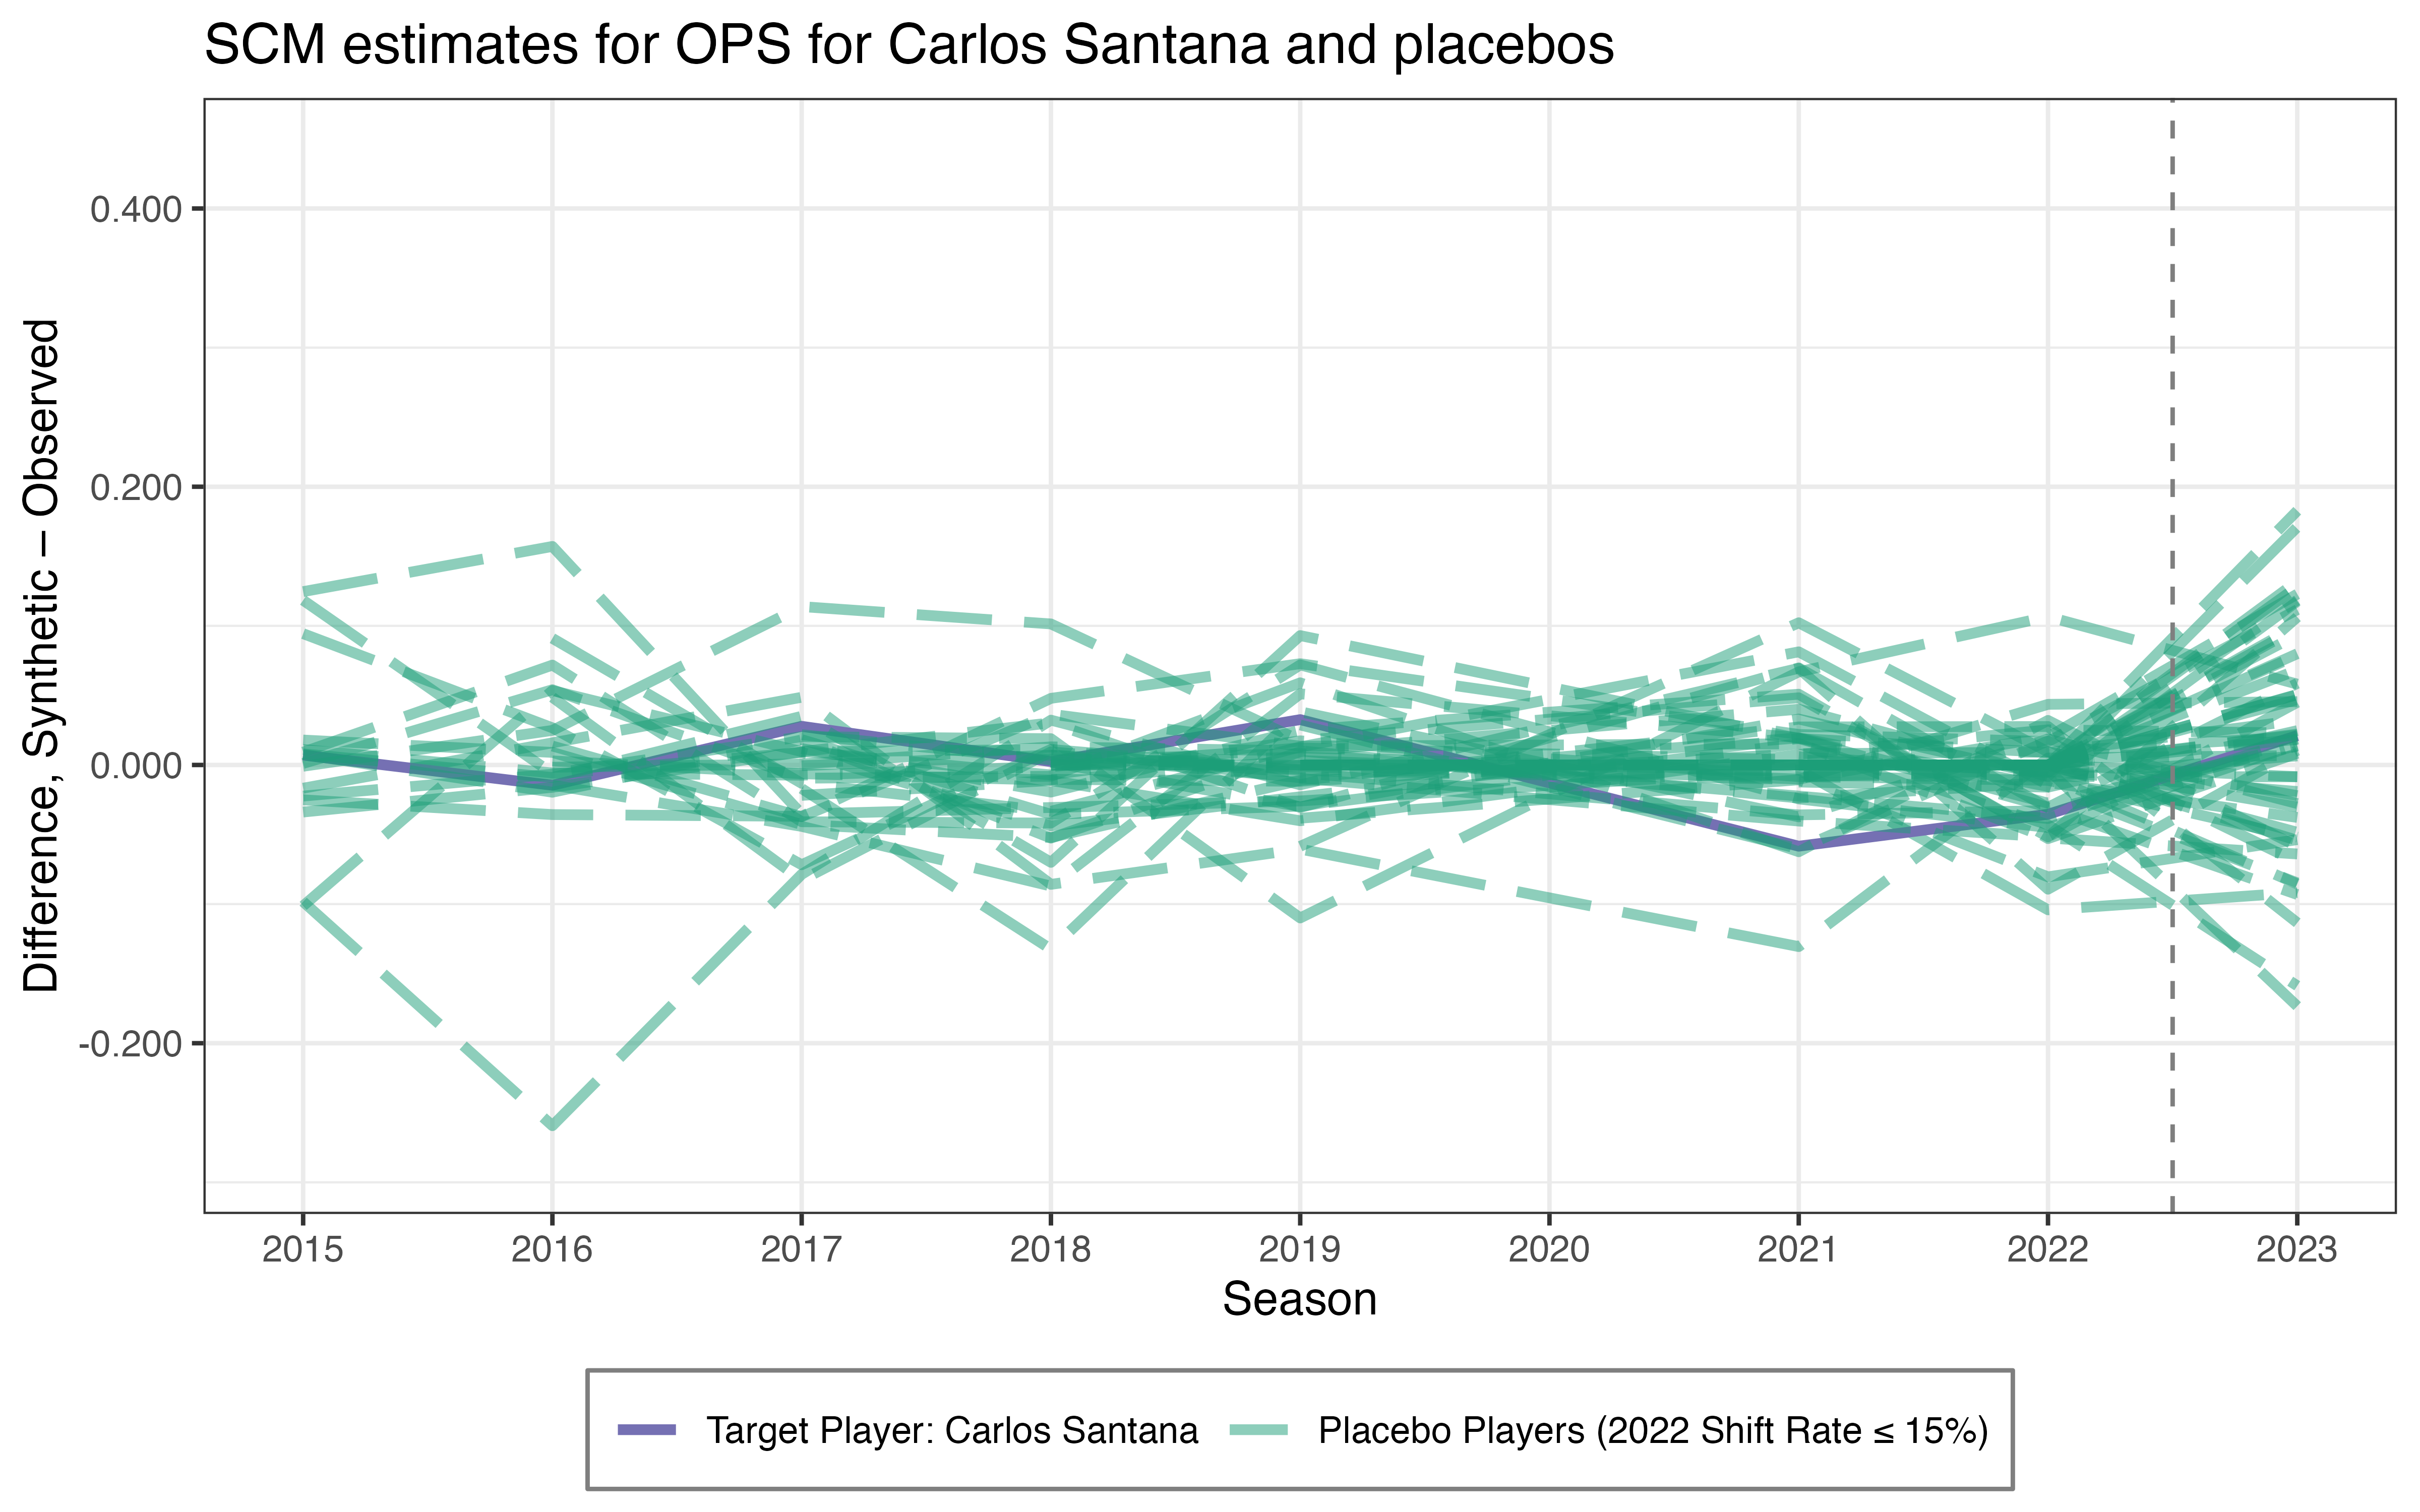 SCM estimates for OPS for Carlos Santana and placebos
Difference, Synthetic − Observed
0.400
0.200
0.000
-0.200
2015 2016 2017 2018 2019 2020 2021 2022 2023
Season
Target Player: Carlos Santana Placebo Players (2022 Shift Rate ≤ 15%)